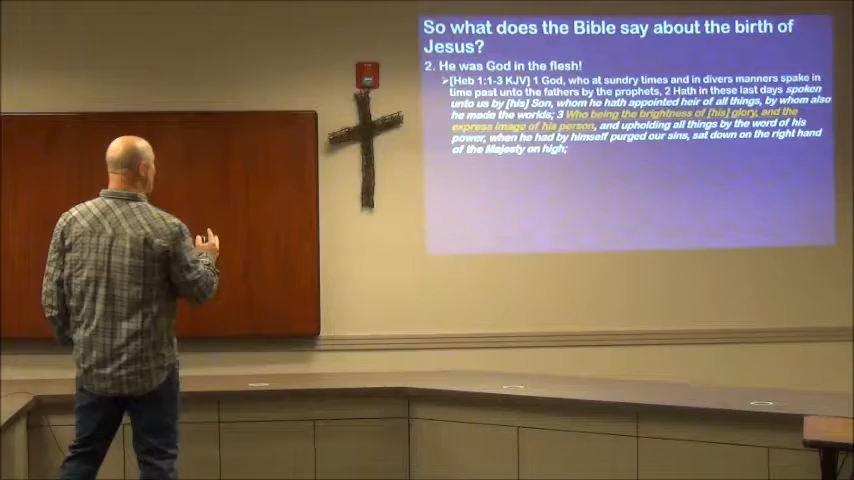 So what does the Bible say about the birth of
Jesus?
2. He was God in the flesh!
➢[Heb 1:1-3 KJV] 1 God, who at sundry times and in divers manners spake in
time past unto the fathers by the prophets, 2 Hath in these last days spoken
unto us by [his] Son, whom he hath appointed heir of all things, by whom also
he made the worlds; 3 Who being the brightness of [his] glory, and the
express image of his person, and upholding all things by the word of his
power, when he had by himself purged our sins, sat down on the right hand
of the Majesty on high;